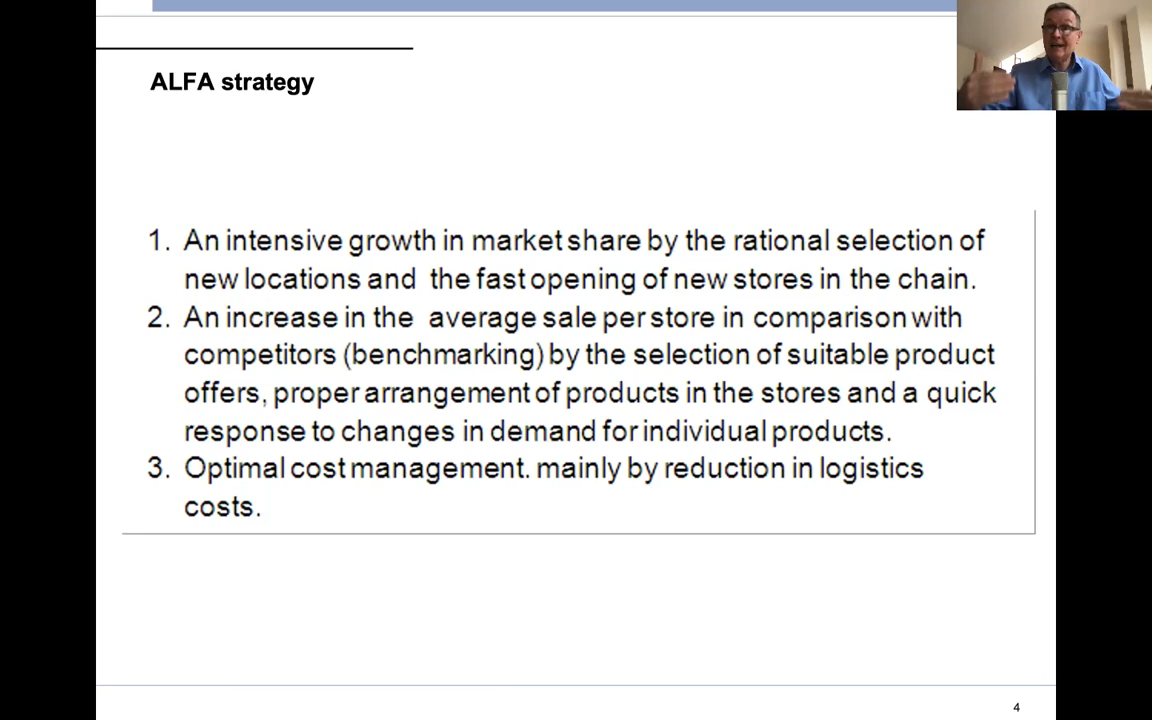 ALFA strategy
1. An intensive growth in market share by the rational selection of
new locations and the fast opening of new stores in the chain.
2. An increase in the average sale per store in comparison with
competitors (benchmarking) by the selection of suitable product
offers, proper arrangement of products in the stores and a quick
response to changes in demand for individual products.
3. Optimal cost management. mainly by reduction in logistics
costs.
4